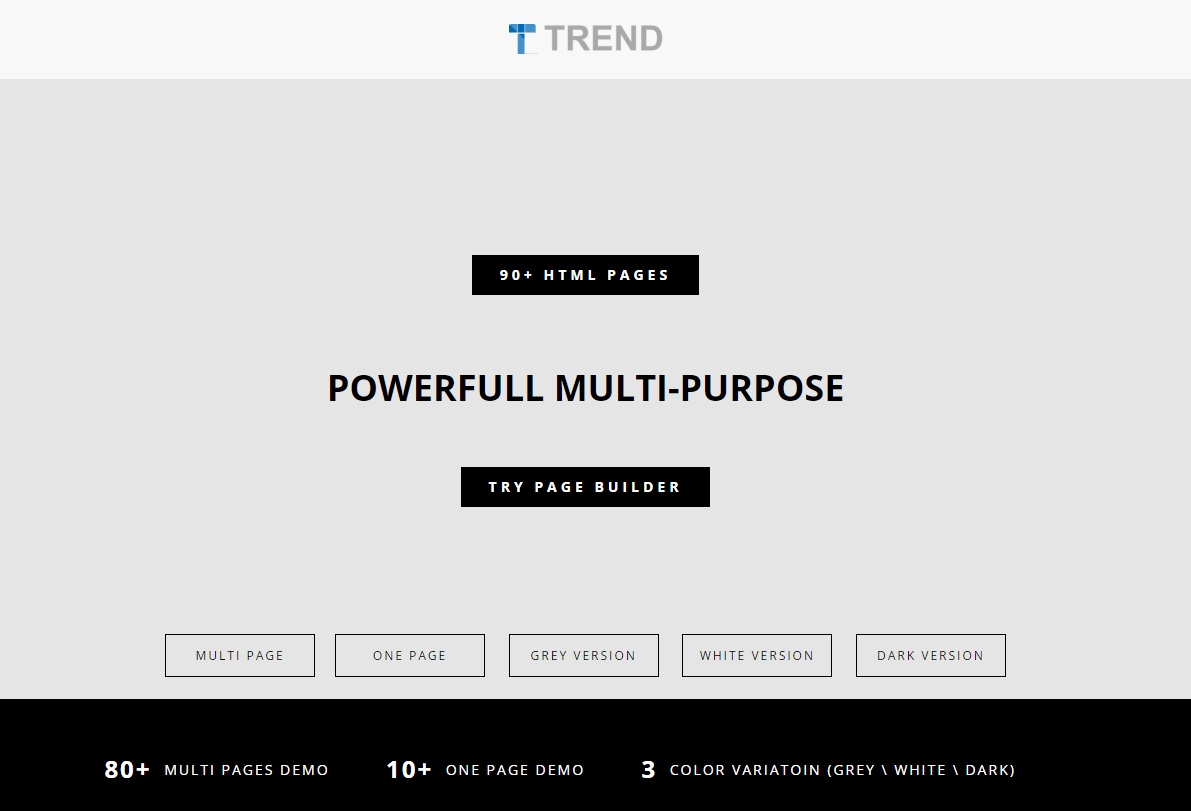 TREND
90+ HTML PAGES
POWERFULL MULTI-PURPOSE
TRY PAGE BUILDER
MULTI PAGE ONE PAGE GREY VERSION WHITE VERSION DARK VERSION
80+ MULTI PAGES DEMO 10+ ONE PAGE DEMO 3 COLOR VARIATOIN (GREY \ WHITE \ DARK)